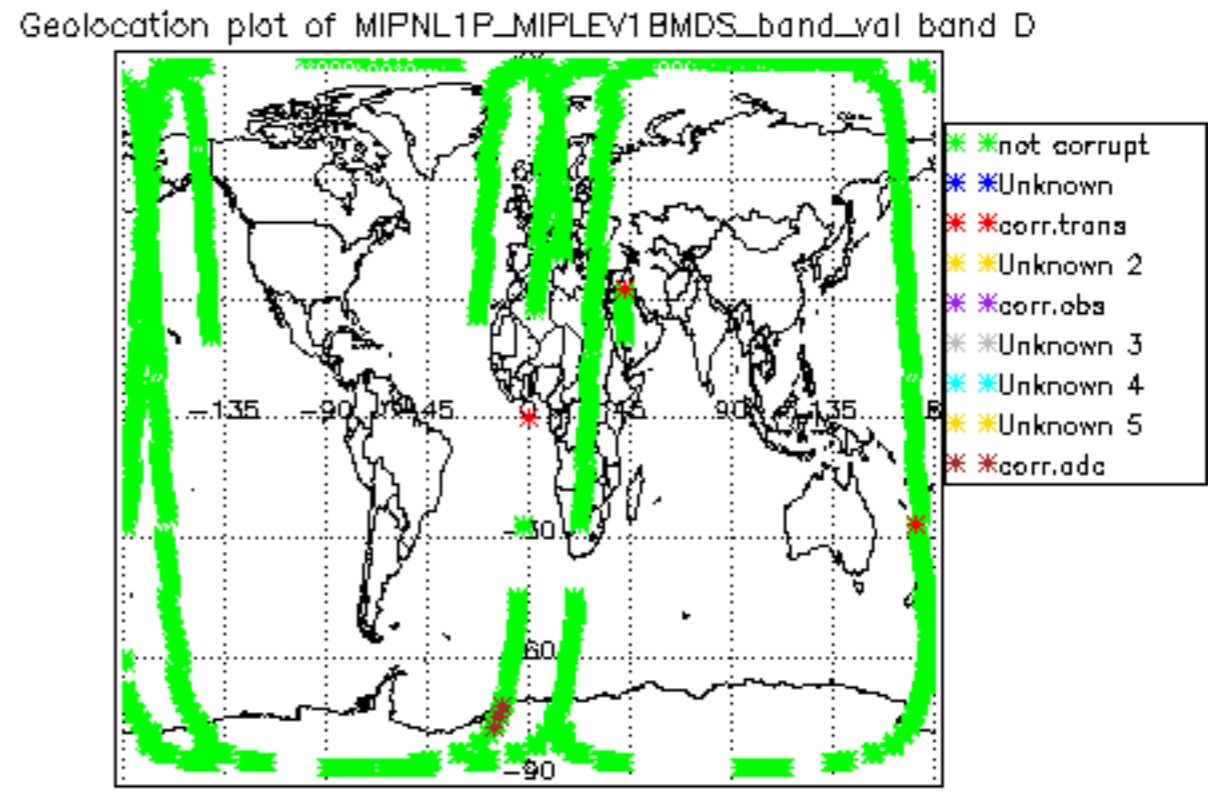 Geolocation plot of MIPNL1P_MIPLEV1BMDS_band_val band D
not corrupt
Unknown
corr.trans
Unknown 2
corr.obs
Unknown 3
Unknown 4
Unknown 5
corr.adc
-135 -90 -45 45 90 135
-30
-60
-90